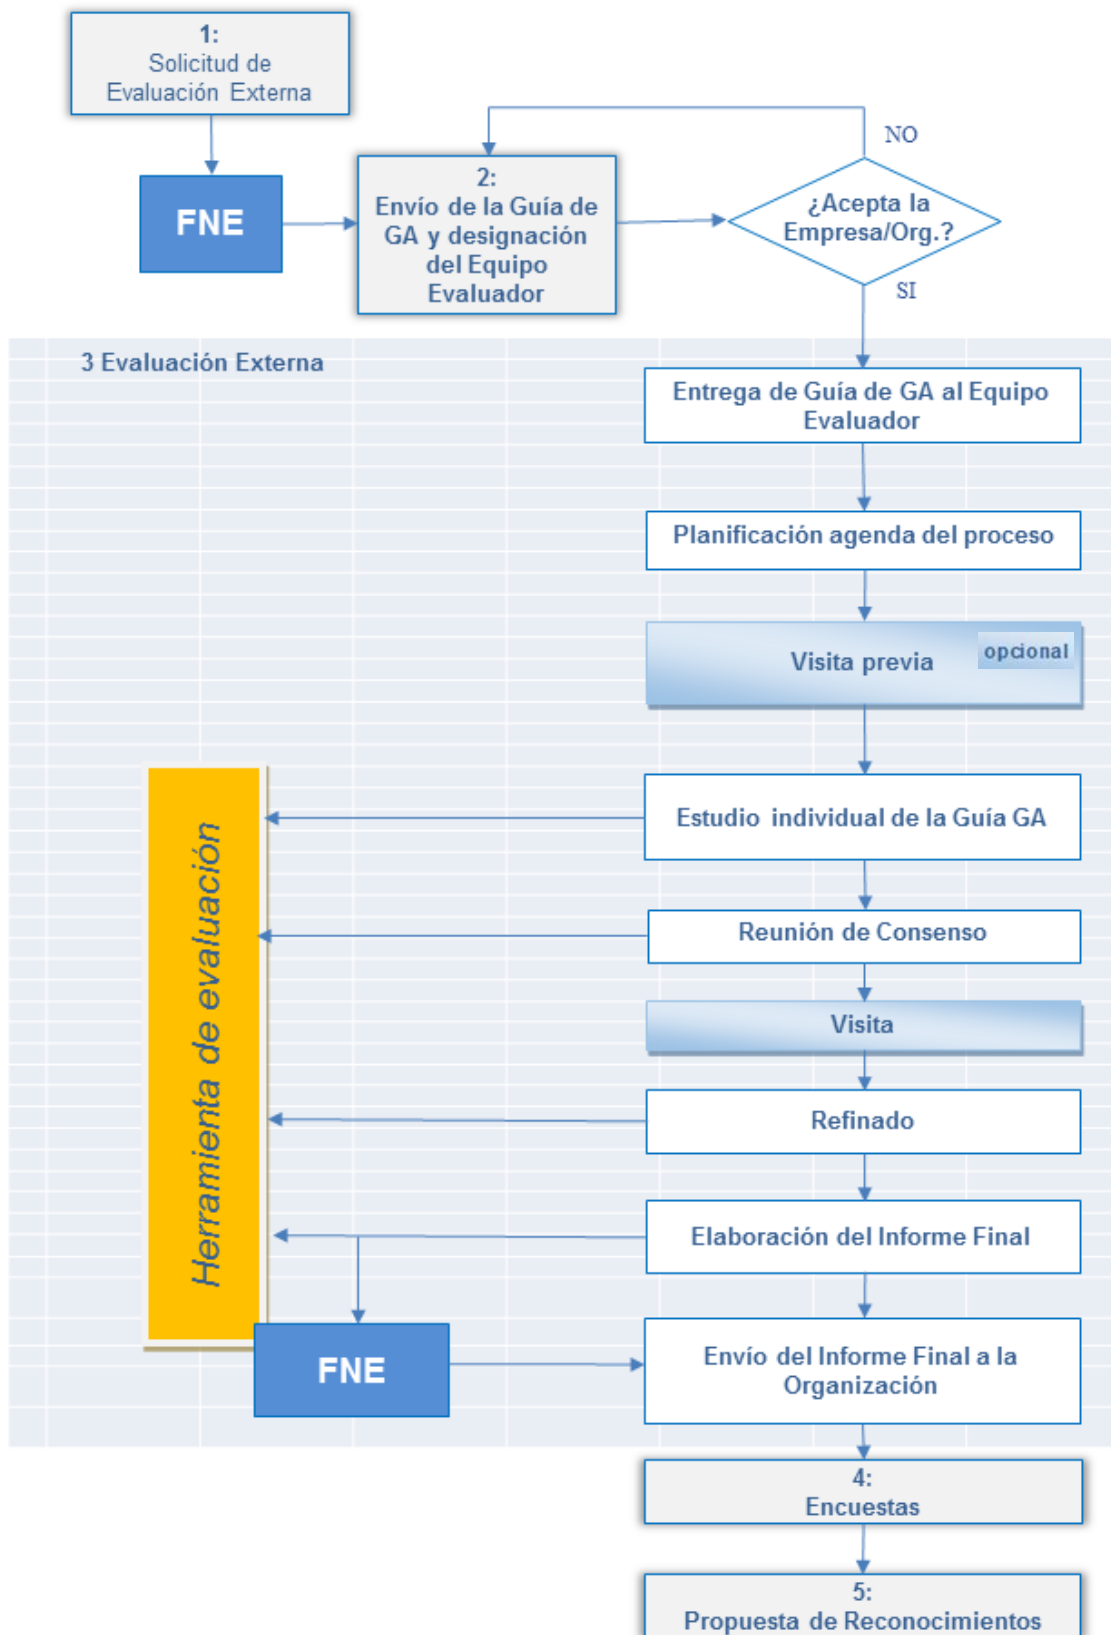 1:
Solicitud de
Evaluación Externa
NO
FNE
2:
Envío de la Guía de
GA y designación
del Equipo
Evaluador
¿Acepta la
Empresa/Org.?
SI
3 Evaluación Externa
Entrega de Guía de GA al Equipo
Evaluador
Planificación agenda del proceso
Visita previa
opcional
Herramienta de evaluación
Estudio individual de la Guía GA
Reunión de Consenso
Visita
Refinado
Elaboración del Informe Final
FNE
Envío del Informe Final a la
Organización
4:
Encuestas
5:
Propuesta de Reconocimientos